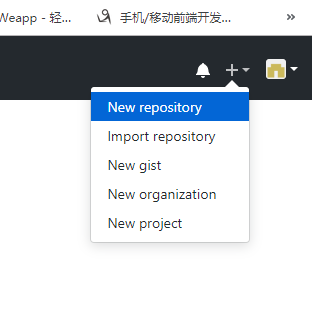 Weapp - 轻...
手机/移动前端开发...
»
New repository
Import repository
New gist
New organization
New project